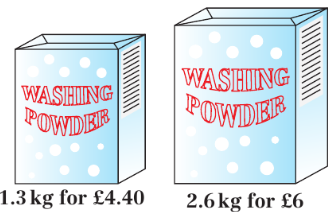 WASHING
POWDER
1.3 kg for £4.40
WASHING
POWDER
2.6 kg for £6